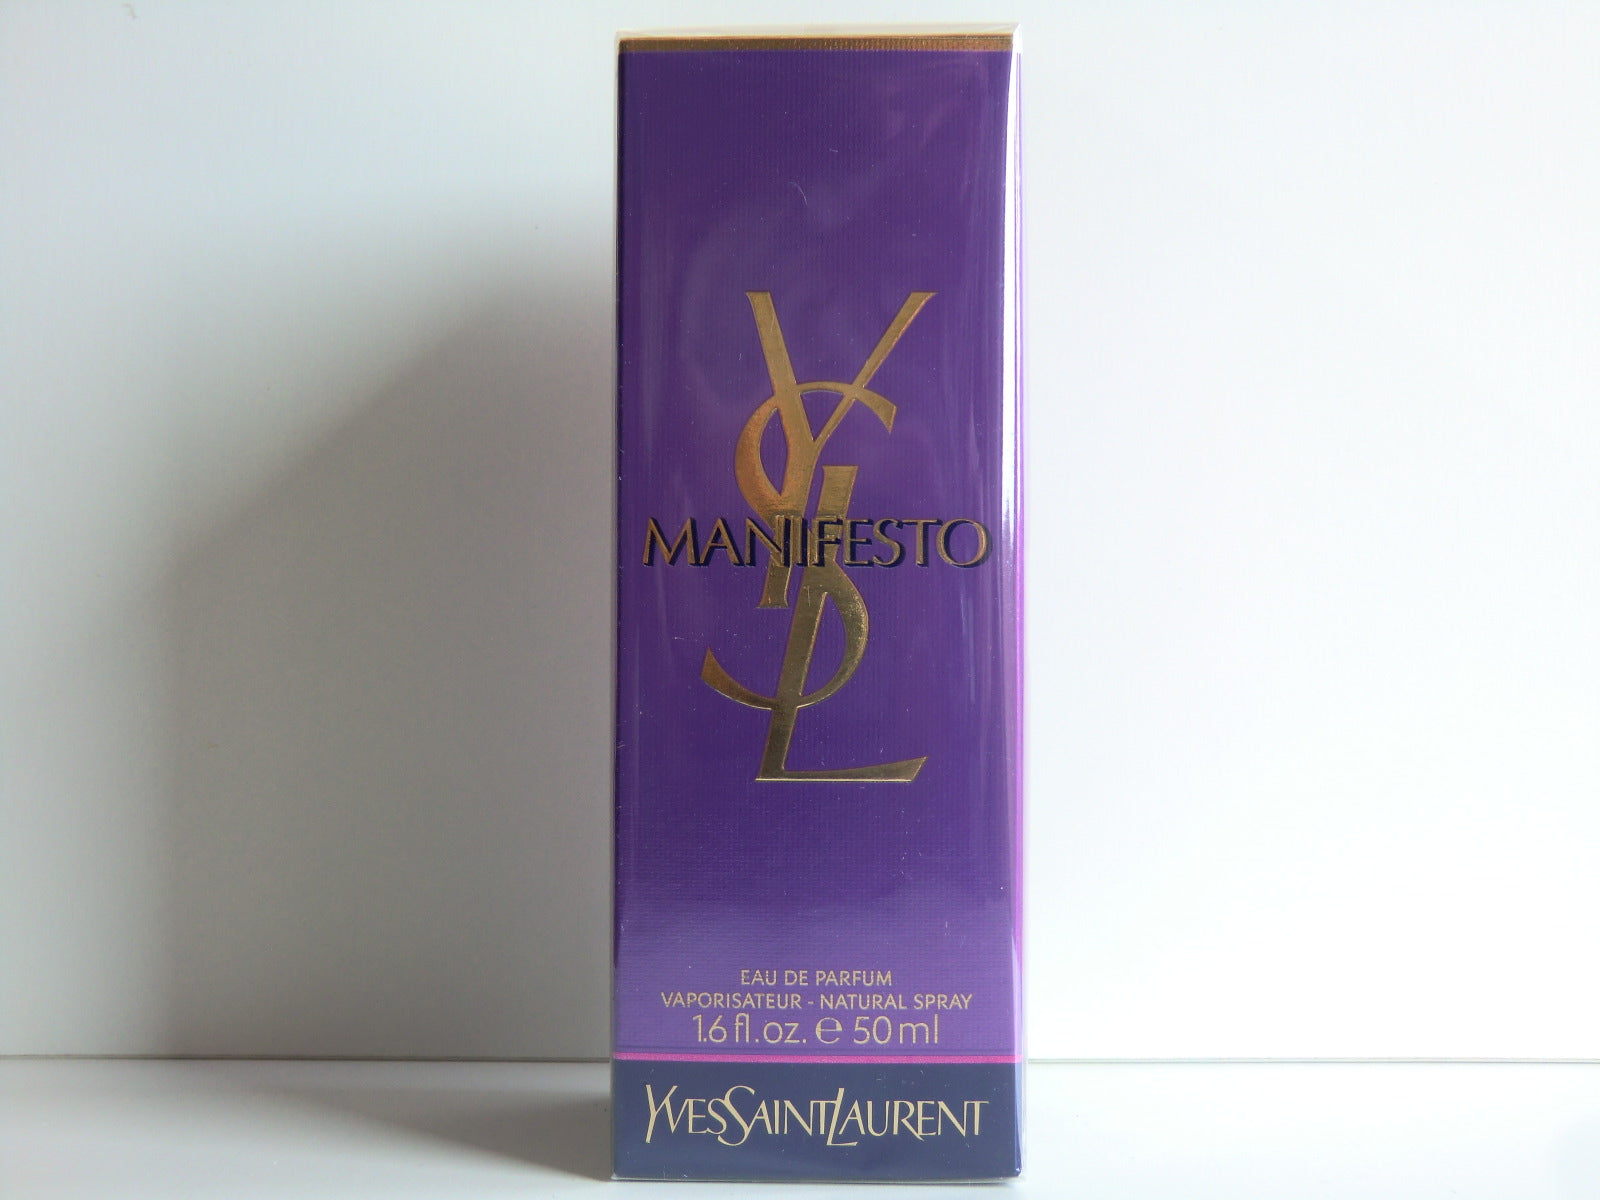 YSL
MANIFESTO
EAU DE PARFUM
VAPORISATEUR - NATURAL SPRAY
1.6 fl.oz. ℮ 50 ml
YVESSAINTLAURENT